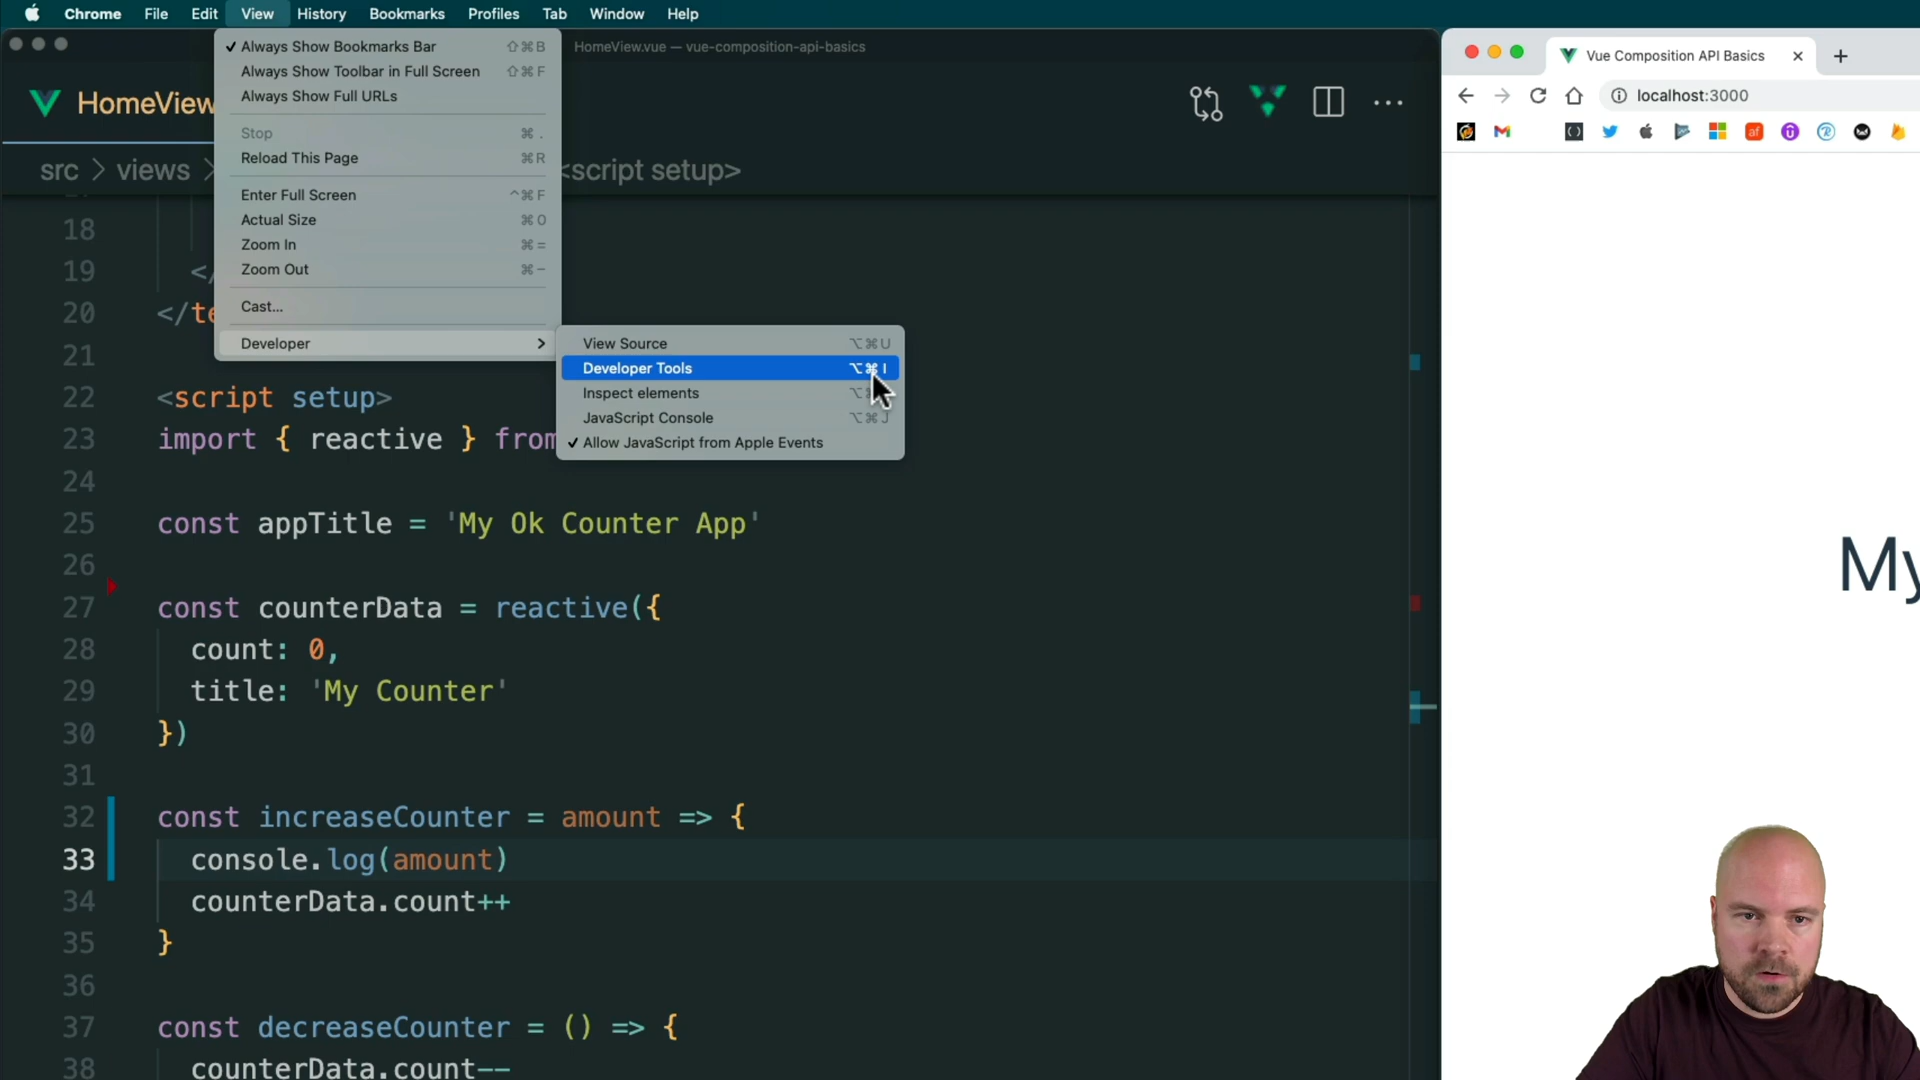 Chrome File Edit View History Bookmarks Profiles Tab Window Help
HomeView.vue — vue-composition-api-basics
✓ Always Show Bookmarks Bar ⇧⌘B
Always Show Toolbar in Full Screen ⇧⌘F
Always Show Full URLs
Stop ⌘.
Reload This Page ⌘R
Enter Full Screen ^⌘F
Actual Size ⌘0
Zoom In ⌘=
Zoom Out ⌘−
Cast...
Developer >
View Source ⌥⌘U
Developer Tools ⌥⌘I
Inspect elements
JavaScript Console ⌥⌘J
✓ Allow JavaScript from Apple Events
HomeView
src > views > <script setup>
18
19 </
20 </te
21
22 <script setup>
23 import { reactive } from
24
25 const appTitle = 'My Ok Counter App'
26
27 const counterData = reactive({
28 count: 0,
29 title: 'My Counter'
30 })
31
32 const increaseCounter = amount => {
33 console.log(amount)
34 counterData.count++
35 }
36
37 const decreaseCounter = () => {
38 counterData.count--
Vue Composition API Basics
localhost:3000
af
My